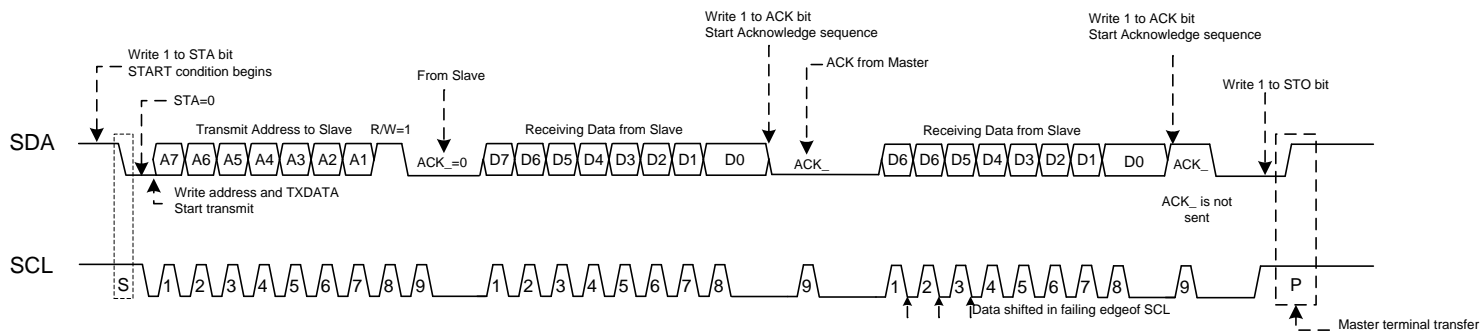 Write 1 to ACK bit
Start Acknowledge sequence
Write 1 to ACK bit
Start Acknowledge sequence
Write 1 to STA bit
START condition begins
From Slave
ACK from Master
Write 1 to STO bit
STA=0
SDA
Transmit Address to Slave
R/W=1
Receiving Data from Slave
Receiving Data from Slave
A7 A6 A5 A4 A3 A2 A1 ACK_=0 D7 D6 D5 D4 D3 D2 D1 D0 ACK_ D6 D6 D5 D4 D3 D2 D1 D0 ACK_
Write address and TXDATA
Start transmit
ACK_ is not
sent
SCL
S 1 2 3 4 5 6 7 8 9 1 2 3 4 5 6 7 8 9 1 2 3 4 5 6 7 8 9 P
Data shifted in failing edgeof SCL
Master terminal transfer